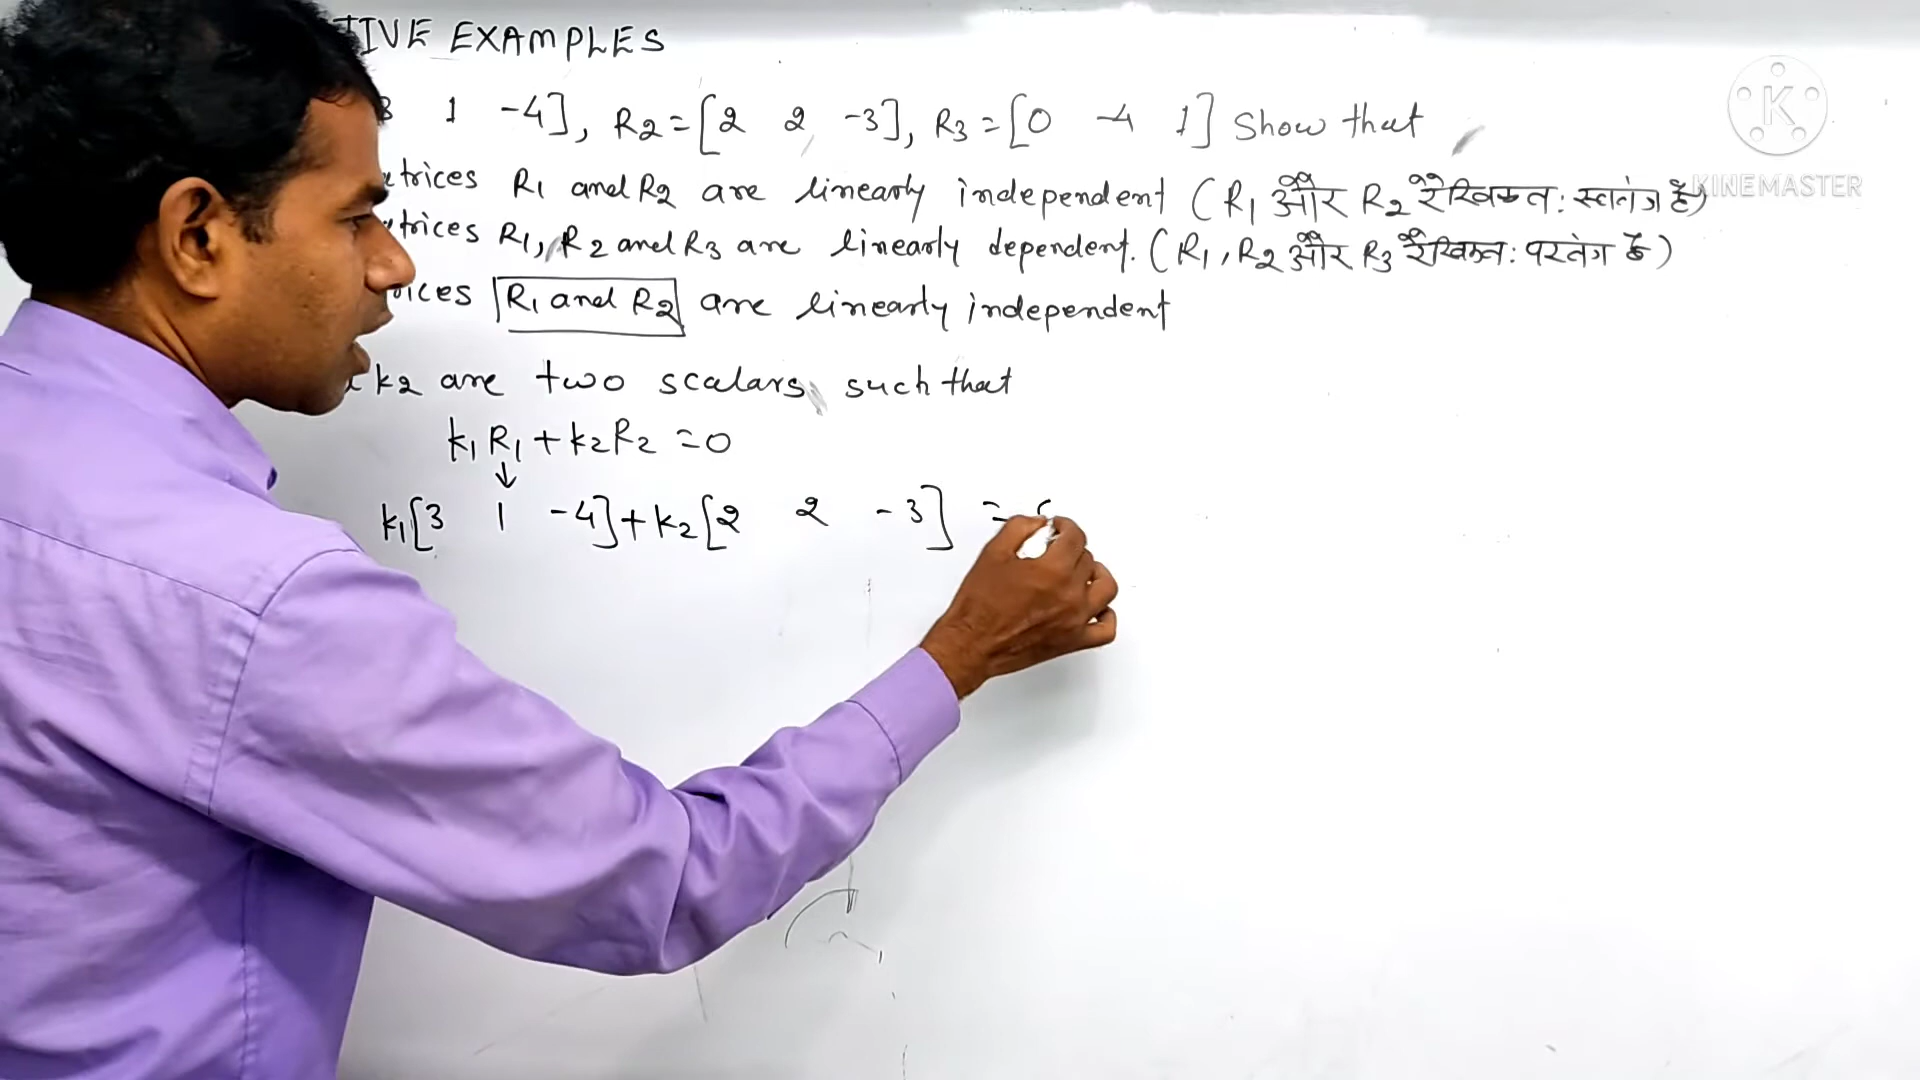 TIVE EXAMPLES
3 1 -4], R2=[2 2 -3], R3=[0 -4 1] Show that
trices R1 and R2 are linearly independent (R1 और R2 रैखिकत: स्वतंत्र है)
trices R1, R2 and R3 are linearly dependent. (R1, R2 और R3 रैखिकत: परतंत्र है)
rices R1 and R2 are linearly independent
k2 are two scalars such that
k1R1+k2R2=0
↓
k1[3 1 -4]+k2[2 2 -3] =
K
KINEMASTER